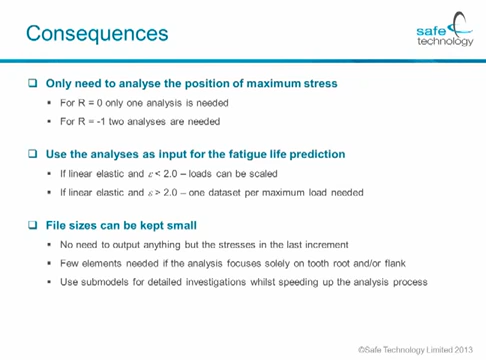 Consequences
safe
technology
❑ Only need to analyse the position of maximum stress
▪ For R = 0 only one analysis is needed
▪ For R = -1 two analyses are needed
❑ Use the analyses as input for the fatigue life prediction
▪ If linear elastic and ε < 2.0 – loads can be scaled
▪ If linear elastic and ε > 2.0 – one dataset per maximum load needed
❑ File sizes can be kept small
▪ No need to output anything but the stresses in the last increment
▪ Few elements needed if the analysis focuses solely on tooth root and/or flank
▪ Use submodels for detailed investigations whilst speeding up the analysis process
©Safe Technology Limited 2013